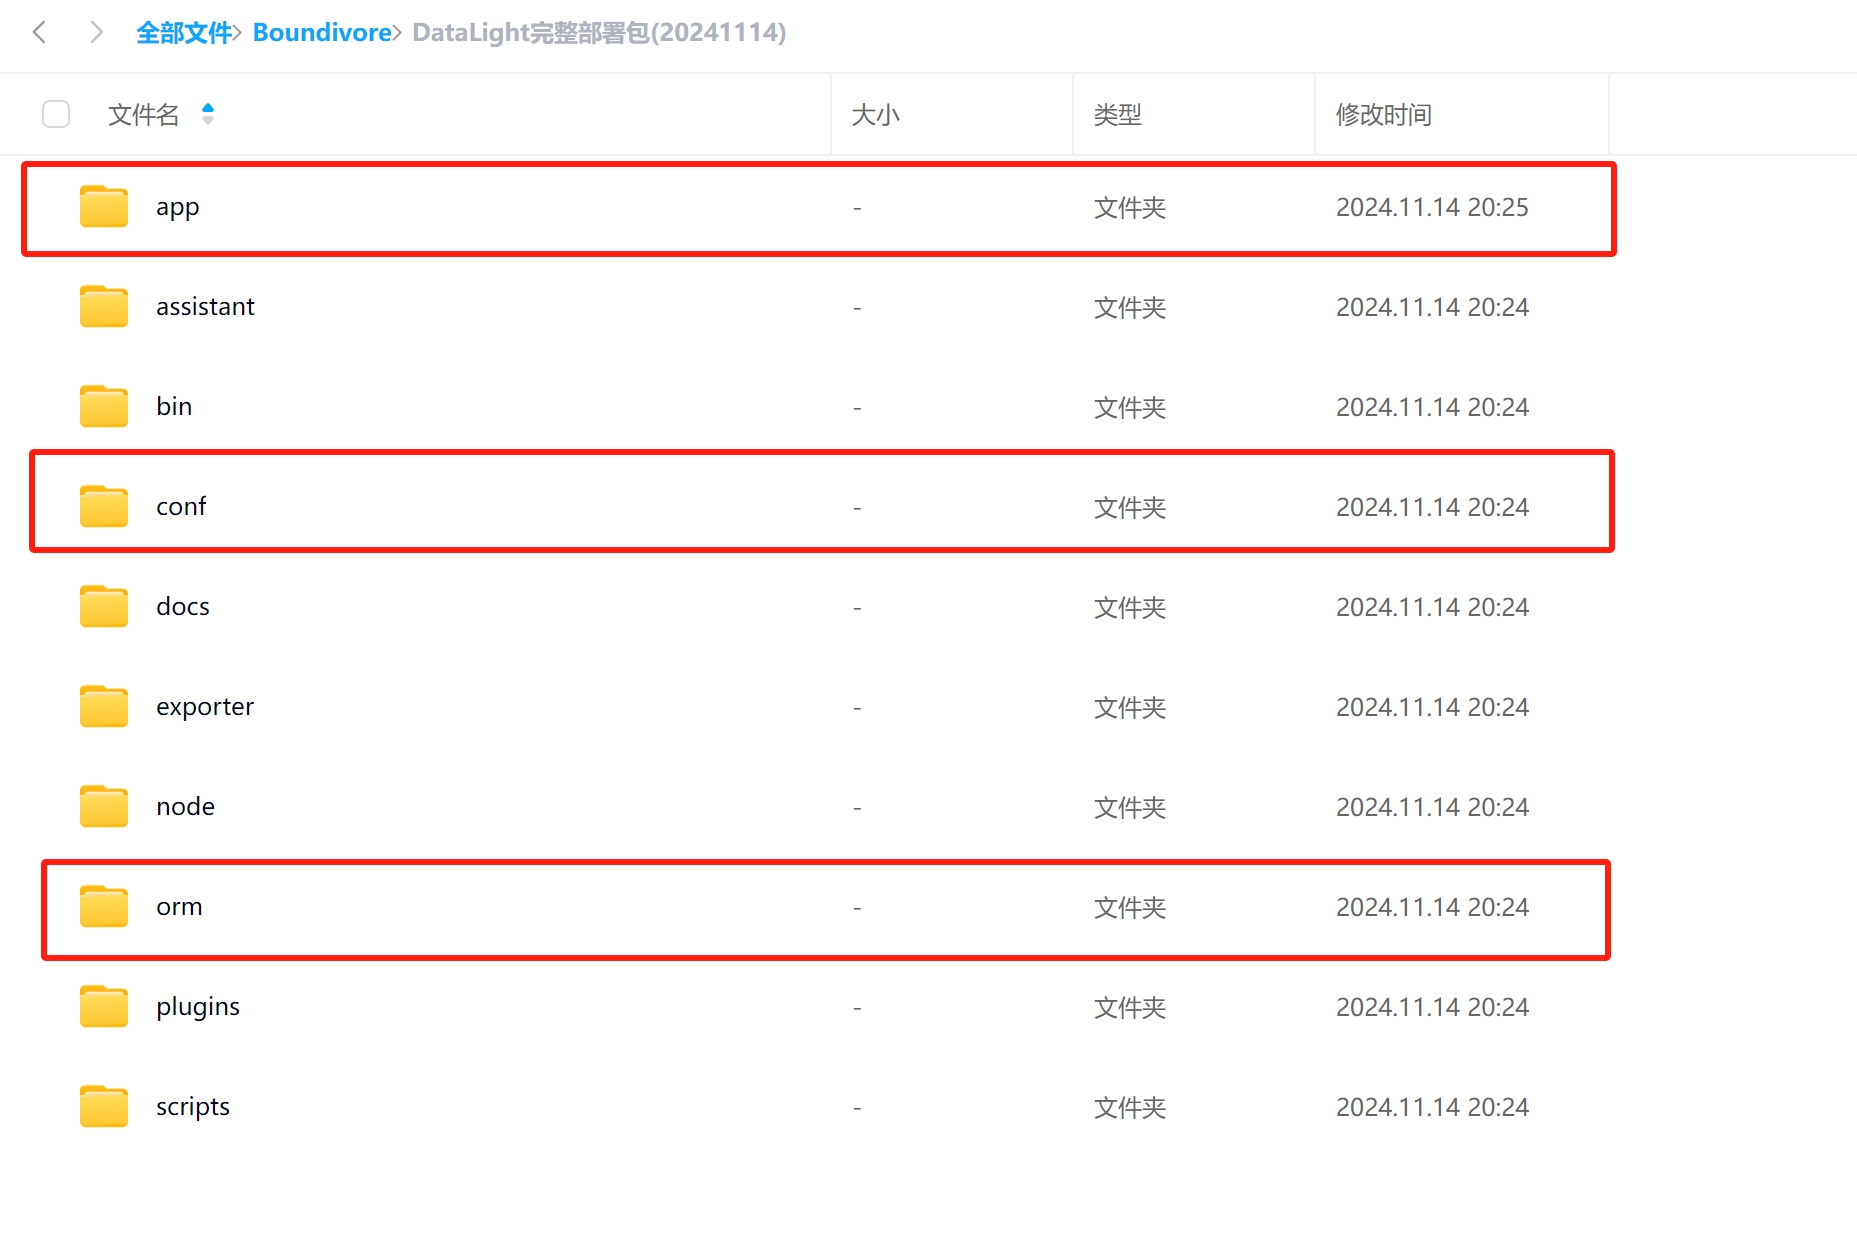 全部文件> Boundivore> DataLight完整部署包(20241114)
文件名 大小 类型 修改时间
app - 文件夹 2024.11.14 20:25
assistant - 文件夹 2024.11.14 20:24
bin - 文件夹 2024.11.14 20:24
conf - 文件夹 2024.11.14 20:24
docs - 文件夹 2024.11.14 20:24
exporter - 文件夹 2024.11.14 20:24
node - 文件夹 2024.11.14 20:24
orm - 文件夹 2024.11.14 20:24
plugins - 文件夹 2024.11.14 20:24
scripts - 文件夹 2024.11.14 20:24